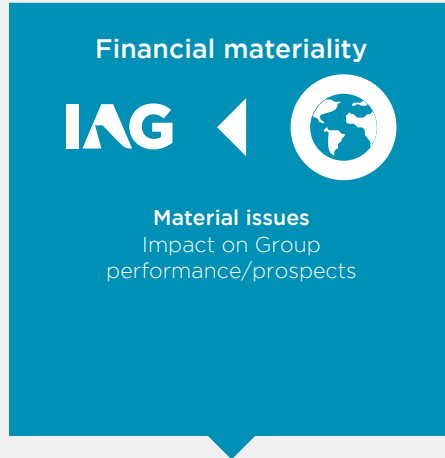 Financial materiality
IAG
Material issues
Impact on Group
performance/prospects